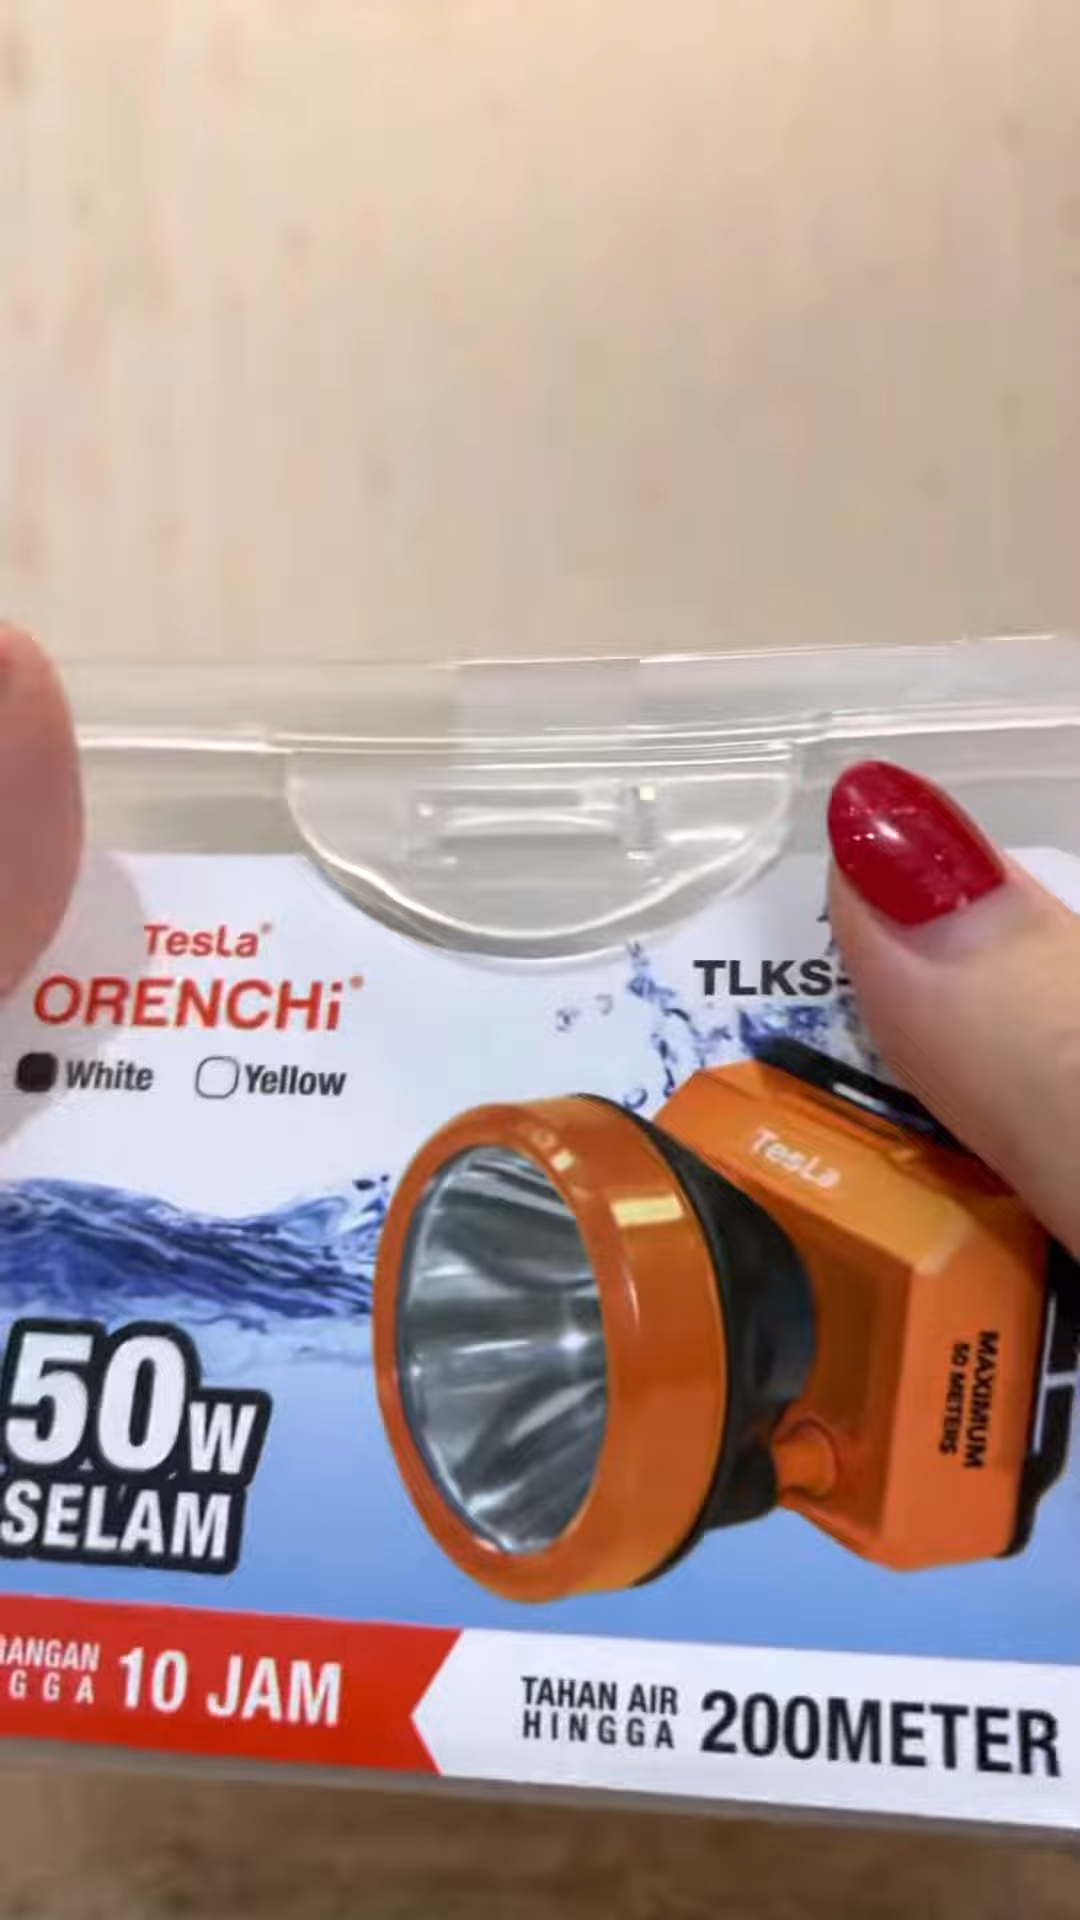 TesLa®
ORENCHi®
White Yellow
TLKS-
TesLa
MAXIMUM
50 METERS
50W
SELAM
10 JAM
TAHAN AIR
HINGGA
200METER